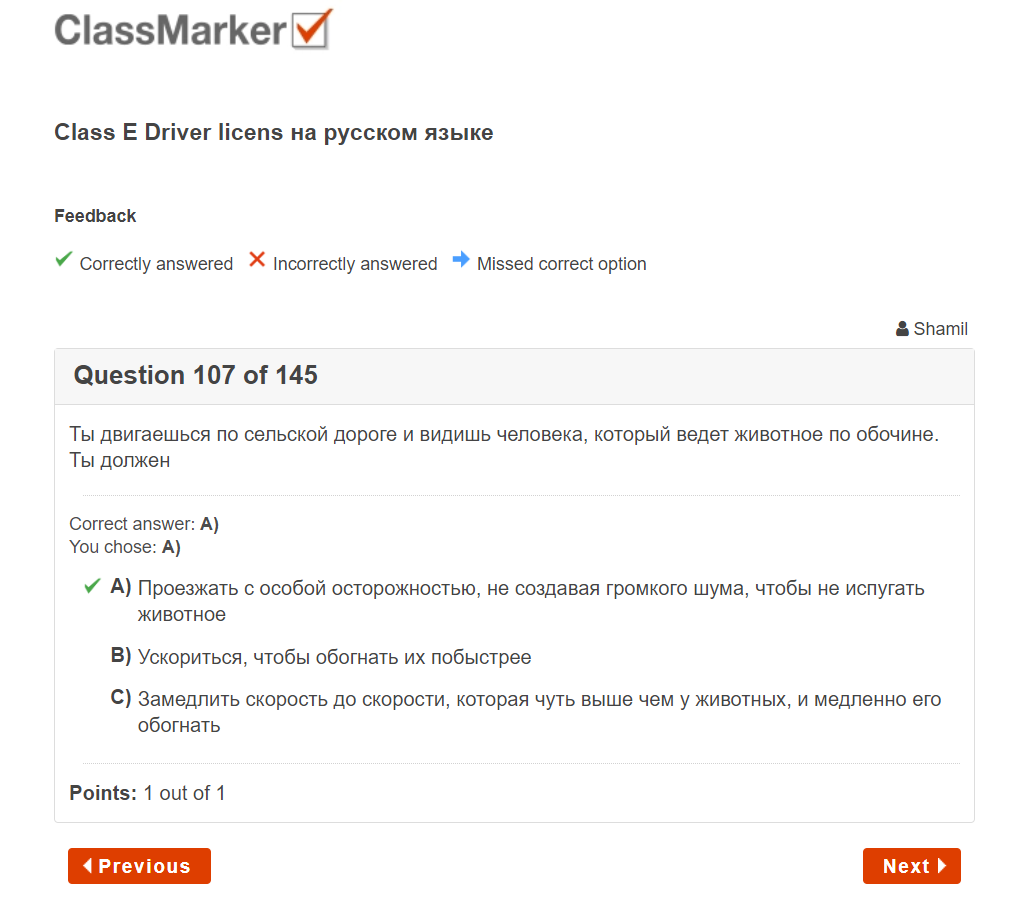 ClassMarker
Class E Driver licens на русском языке
Feedback
Correctly answered Incorrectly answered Missed correct option
Shamil
Question 107 of 145
Ты двигаешься по сельской дороге и видишь человека, который ведет животное по обочине.
Ты должен
Correct answer: A)
You chose: A)
A) Проезжать с особой осторожностью, не создавая громкого шума, чтобы не испугать
животное
B) Ускориться, чтобы обогнать их побыстрее
C) Замедлить скорость до скорости, которая чуть выше чем у животных, и медленно его
обогнать
Points: 1 out of 1
Previous
Next